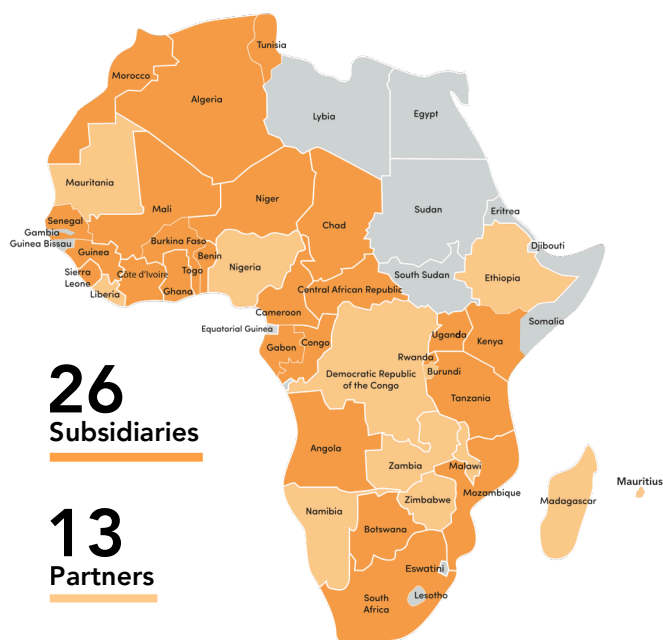 Tunisia
Morocco
Algeria
Lybia
Egypt
Mauritania
Mali
Niger
Chad
Sudan
Eritrea
Senegal
Gambia
Guinea Bissau
Guinea
Burkina Faso
Benin
Djibouti
Sierra
Leone
Côte d'Ivoire
Togo
Nigeria
South Sudan
Ethiopia
Liberia
Ghana
Central African Republic
Cameroon
Somalia
Equatorial Guinea
Gabon
Congo
Uganda
Kenya
Rwanda
Democratic Republic
of the Congo
Burundi
Tanzania
26
Subsidiaries
Angola
Zambia
Malawi
Mozambique
Mauritius
Madagascar
Zimbabwe
Namibia
13
Partners
Botswana
Eswatini
Lesotho
South
Africa